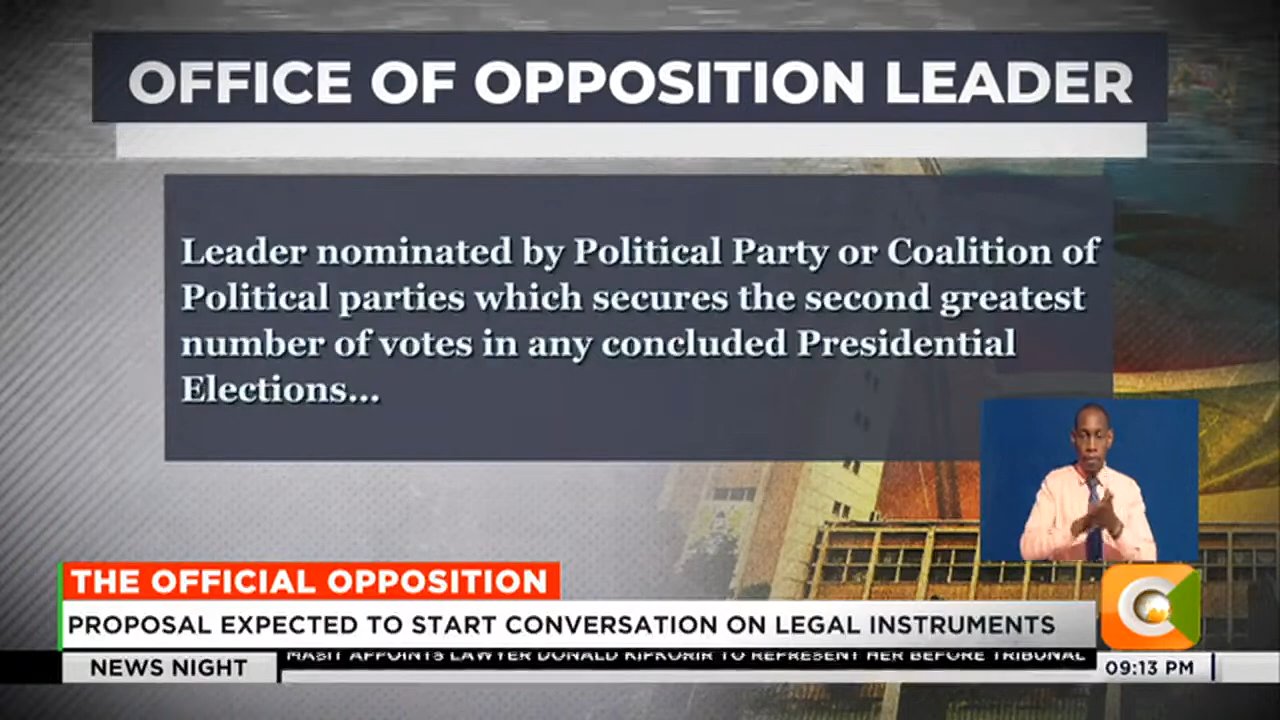 OFFICE OF OPPOSITION LEADER
Leader nominated by Political Party or Coalition of
Political parties which secures the second greatest
number of votes in any concluded Presidential
Elections...
THE OFFICIAL OPPOSITION
PROPOSAL EXPECTED TO START CONVERSATION ON LEGAL INSTRUMENTS
NEWS NIGHT
APPOINTS LAWYER DONALD KIPKORIR TO REPRESENT HER BEFORE TRIBUNAL
09:13 PM